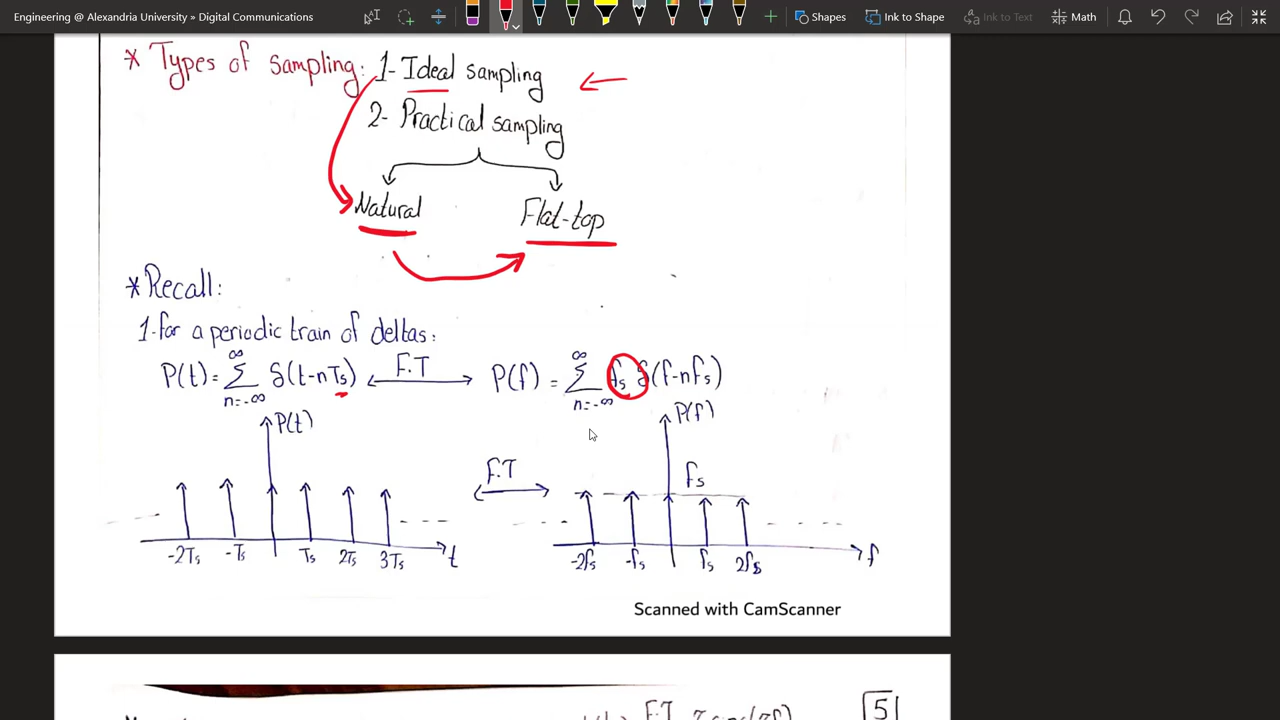 Engineering @ Alexandria University » Digital Communications
Shapes
Ink to Shape
Ink to Text
Math
* Types of sampling: 1- Ideal sampling
2- Practical sampling
Natural
Flat-top
* Recall:
1-for a periodic train of deltas:
P(t) = ∑ n=-∞ ∞ δ(t-nTs) F.T P(f) = ∑ n=-∞ ∞ fs δ(f-nfs)
P(t)
P(f)
F.T
fs
-2Ts -Ts Ts 2Ts 3Ts t
-2fs -fs fs 2fs f
Scanned with CamScanner
F.T
5